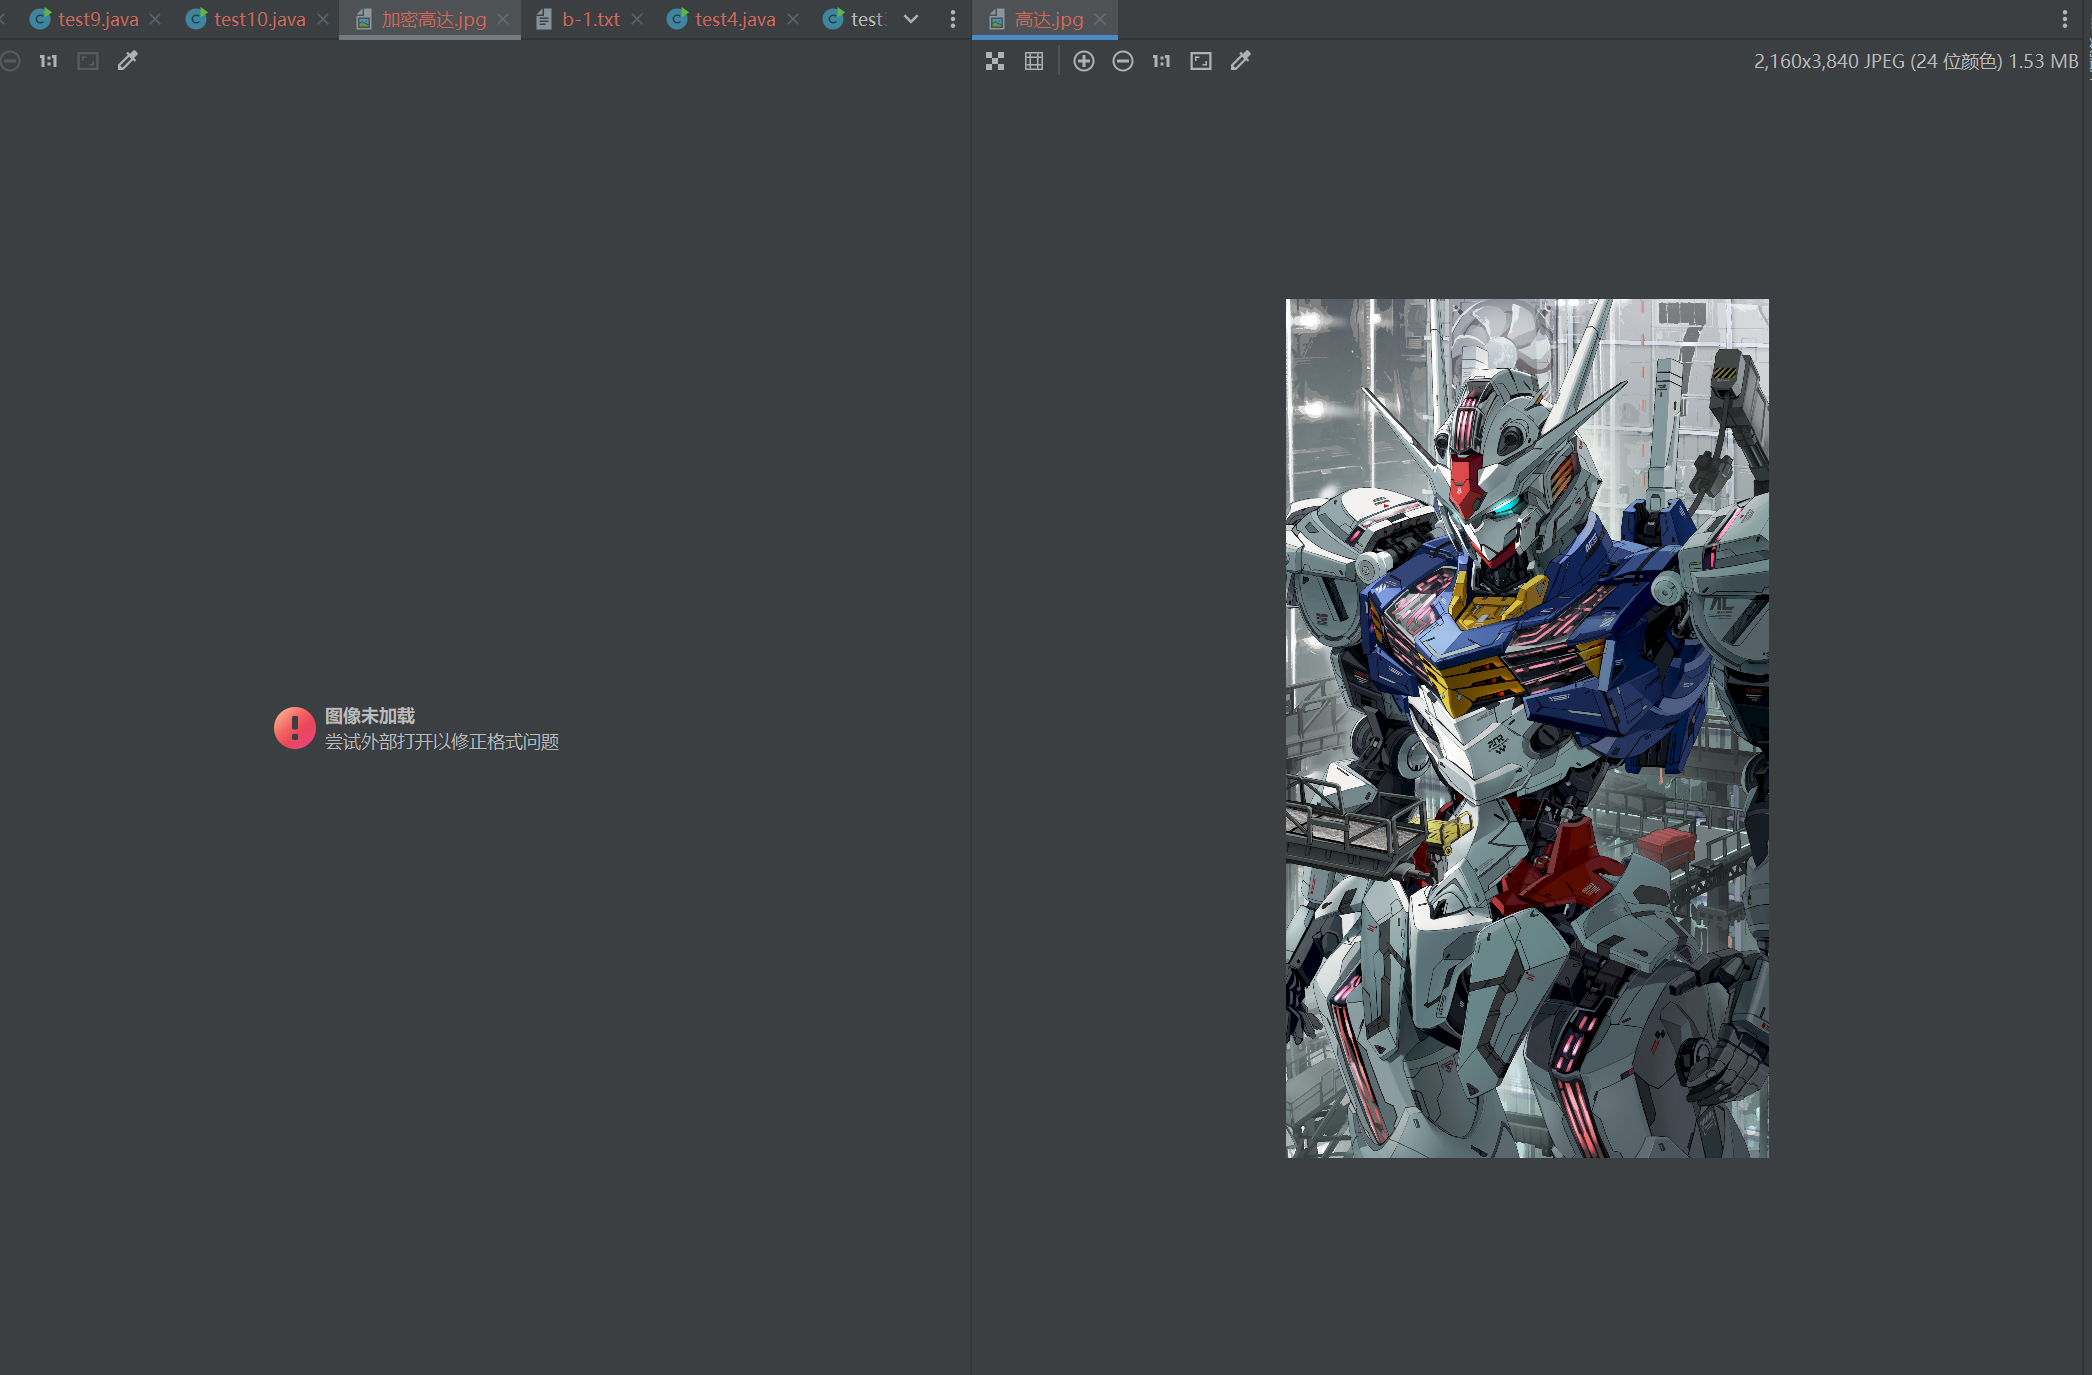 test9.java
test10.java
加密高达.jpg
b-1.txt
test4.java
test
高达.jpg
1:1
1:1
2,160x3,840 JPEG (24 位颜色) 1.53 MB
图像未加载
尝试外部打开以修正格式问题